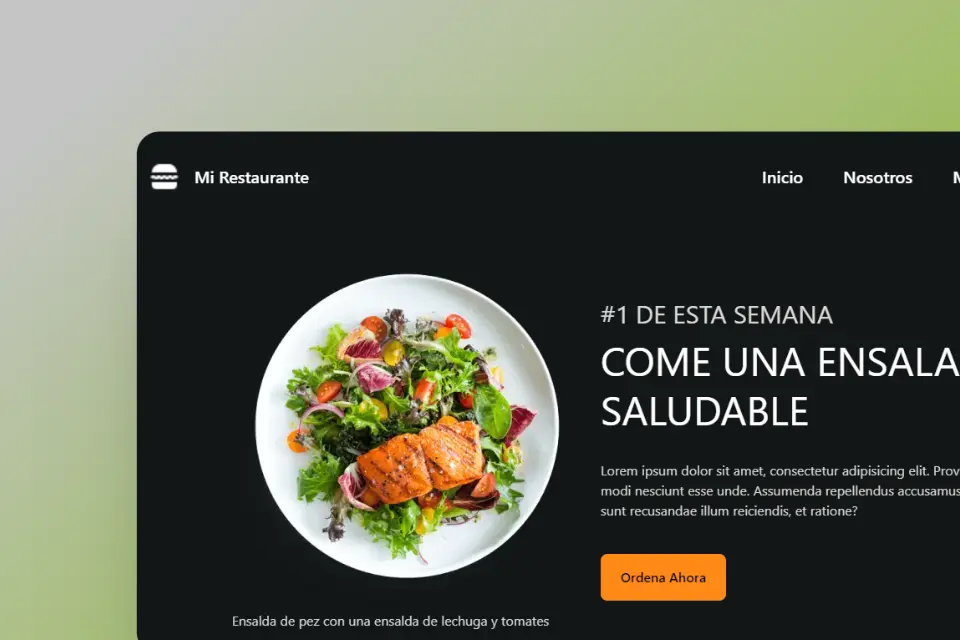 Mi Restaurante
Inicio
Nosotros
#1 DE ESTA SEMANA
COME UNA ENSALA
SALUDABLE
Lorem ipsum dolor sit amet, consectetur adipisicing elit. Prov
modi nesciunt esse unde. Assumenda repellendus accusamus
sunt recusandae illum reiciendis, et ratione?
Ordena Ahora
Ensalda de pez con una ensalda de lechuga y tomates